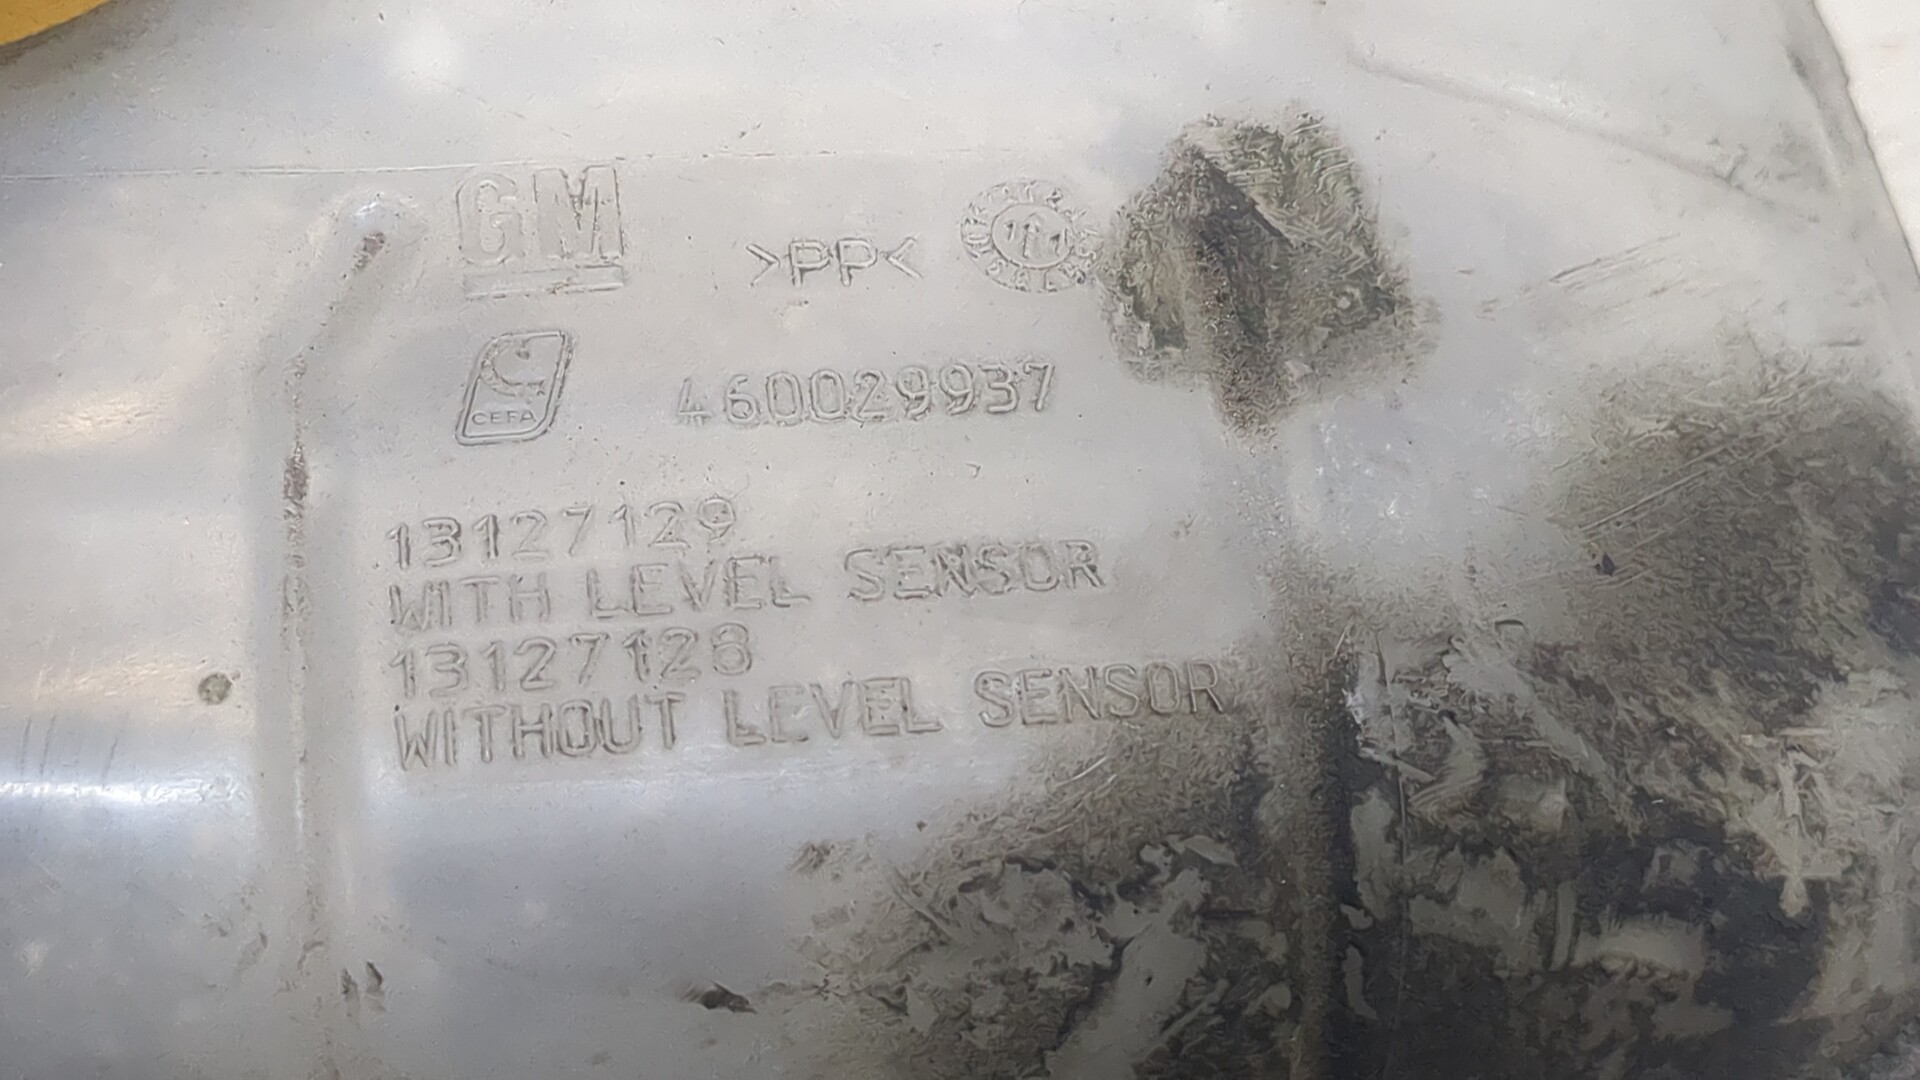 GM
>PP<
CEFA
460029937
13127129
WITH LEVEL SENSOR
13127128
WITHOUT LEVEL SENSOR